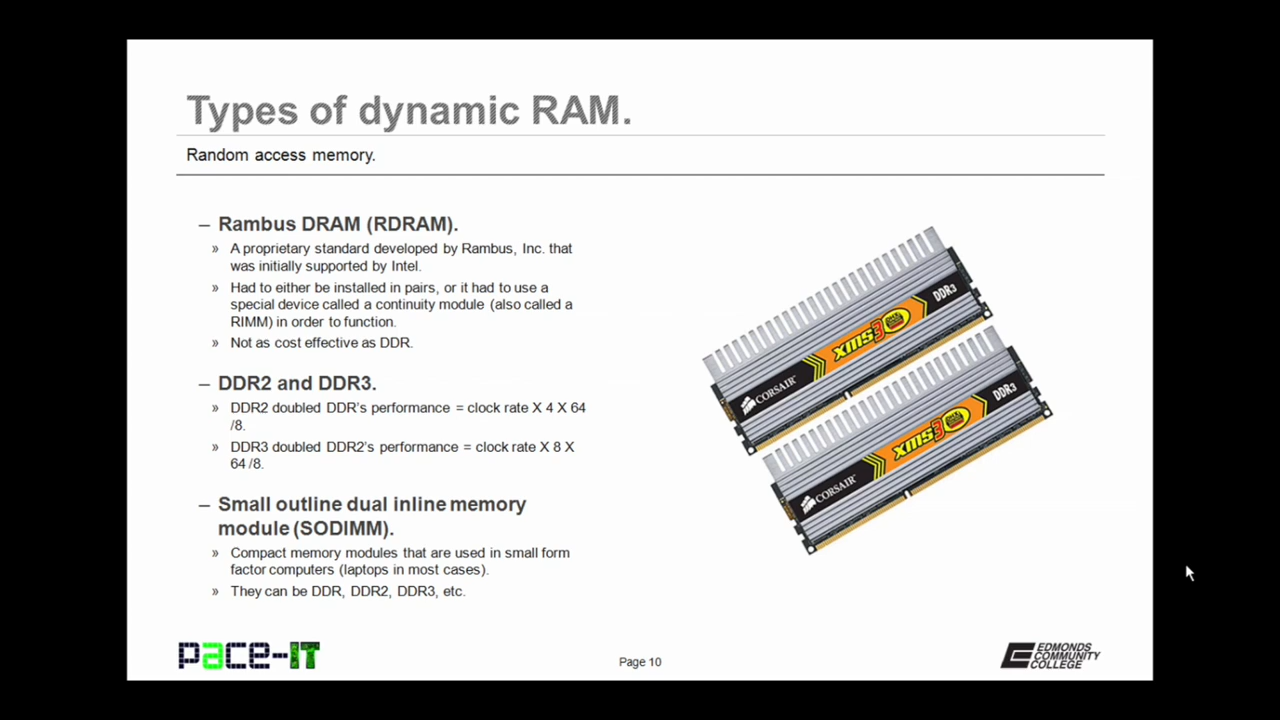 Types of dynamic RAM.
Random access memory.
– Rambus DRAM (RDRAM).
» A proprietary standard developed by Rambus, Inc. that
was initially supported by Intel.
» Had to either be installed in pairs, or it had to use a
special device called a continuity module (also called a
RIMM) in order to function.
» Not as cost effective as DDR.
– DDR2 and DDR3.
» DDR2 doubled DDR's performance = clock rate X 4 X 64
/8.
» DDR3 doubled DDR2's performance = clock rate X 8 X
64 /8.
– Small outline dual inline memory
module (SODIMM).
» Compact memory modules that are used in small form
factor computers (laptops in most cases).
» They can be DDR, DDR2, DDR3, etc.
CORSAIR xms3 DDR3
CORSAIR xms3 DDR3
pace-IT
Page 10
EDMONDS
COMMUNITY
COLLEGE